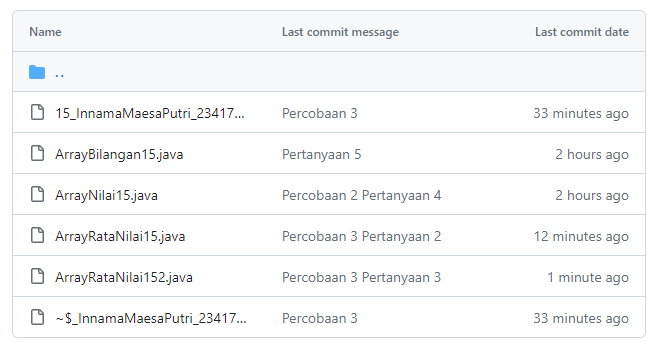 Name Last commit message Last commit date
..
15_InnamaMaesaPutri_23417... Percobaan 3 33 minutes ago
ArrayBilangan15.java Pertanyaan 5 2 hours ago
ArrayNilai15.java Percobaan 2 Pertanyaan 4 2 hours ago
ArrayRataNilai15.java Percobaan 3 Pertanyaan 2 12 minutes ago
ArrayRataNilai152.java Percobaan 3 Pertanyaan 3 1 minute ago
~$_InnamaMaesaPutri_23417... Percobaan 3 33 minutes ago